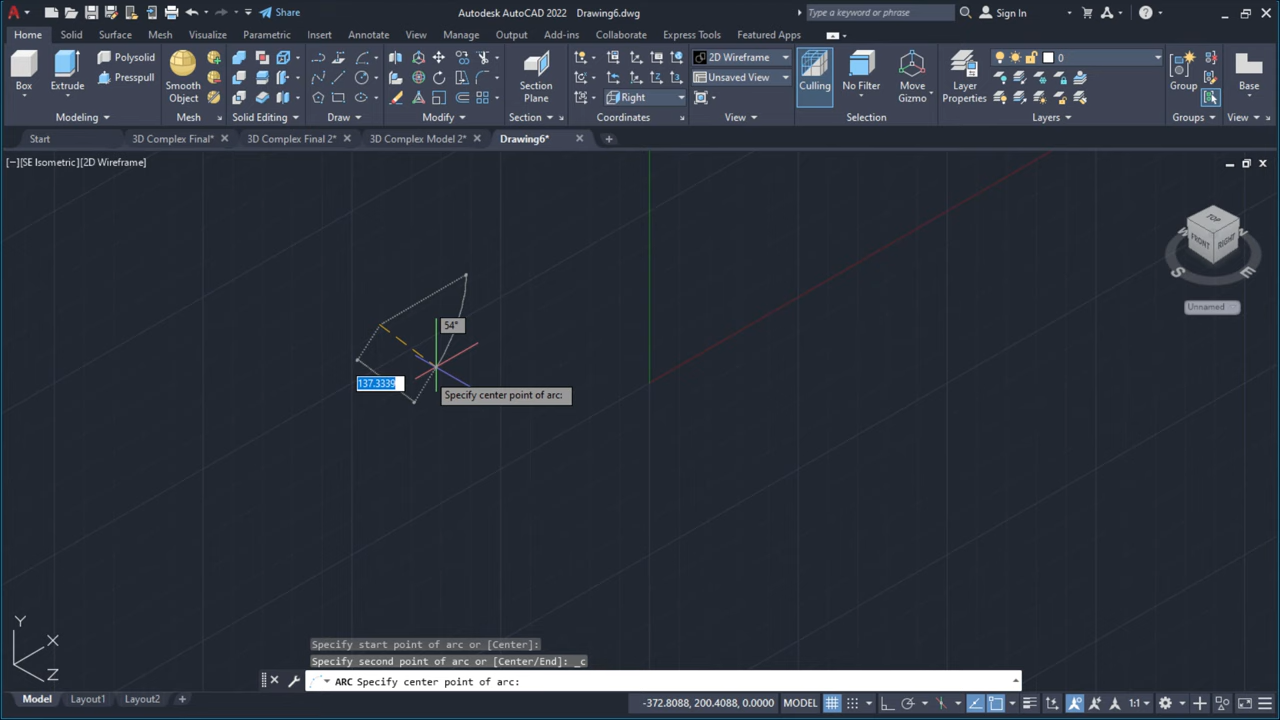 Share
Autodesk AutoCAD 2022 Drawing6.dwg
Type a keyword or phrase
Sign In
Home Solid Surface Mesh Visualize Parametric Insert Annotate View Manage Output Add-ins Collaborate Express Tools Featured Apps
Box
Extrude
Polysolid
Presspull
Smooth
Object
Section
Plane
Right
2D Wireframe
Unsaved View
Culling
No Filter
Move
Gizmo
Layer
Properties
0
Group
Base
Modeling Mesh Solid Editing Draw Modify Section Coordinates View Selection Layers Groups View
Start 3D Complex Final* 3D Complex Final 2* 3D Complex Model 2* Drawing6*
[−][SE Isometric][2D Wireframe]
TOP
FRONT
RIGHT
W
N
S
E
Unnamed
54°
137.3339
Specify center point of arc:
Y
X
Z
Specify start point of arc or [Center]:
Specify second point of arc or [Center/End]: _c
ARC Specify center point of arc:
Model Layout1 Layout2
-372.8088, 200.4088, 0.0000 MODEL
1:1